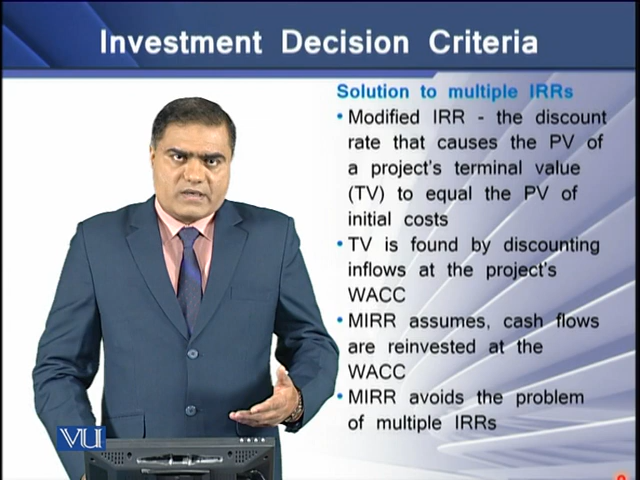 Investment Decision Criteria
Solution to multiple IRRs
• Modified IRR - the discount
rate that causes the PV of
a project's terminal value
(TV) to equal the PV of
initial costs
• TV is found by discounting
inflows at the project's
WACC
• MIRR assumes, cash flows
are reinvested at the
WACC
• MIRR avoids the problem
of multiple IRRs
VU